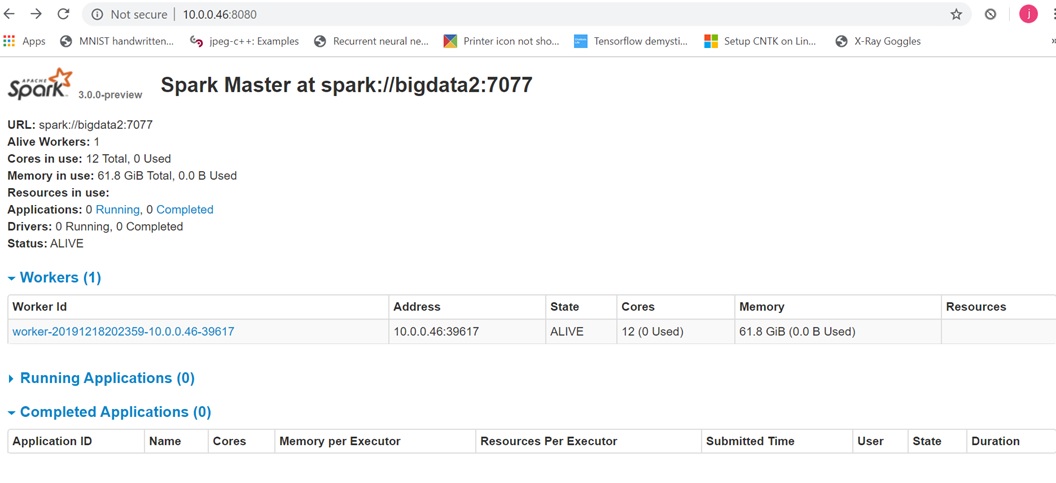 Not secure | 10.0.0.46:8080
Apps MNIST handwritten... jpeg-c++: Examples Recurrent neural ne... Printer icon not sho... Tensorflow demysti... Setup CNTK on Lin... X-Ray Goggles »
APACHE Spark 3.0.0-preview Spark Master at spark://bigdata2:7077
URL: spark://bigdata2:7077
Alive Workers: 1
Cores in use: 12 Total, 0 Used
Memory in use: 61.8 GiB Total, 0.0 B Used
Resources in use:
Applications: 0 Running, 0 Completed
Drivers: 0 Running, 0 Completed
Status: ALIVE
Workers (1)
Worker Id Address State Cores Memory Resources
worker-20191218202359-10.0.0.46-39617 10.0.0.46:39617 ALIVE 12 (0 Used) 61.8 GiB (0.0 B Used)
Running Applications (0)
Completed Applications (0)
Application ID Name Cores Memory per Executor Resources Per Executor Submitted Time User State Duration